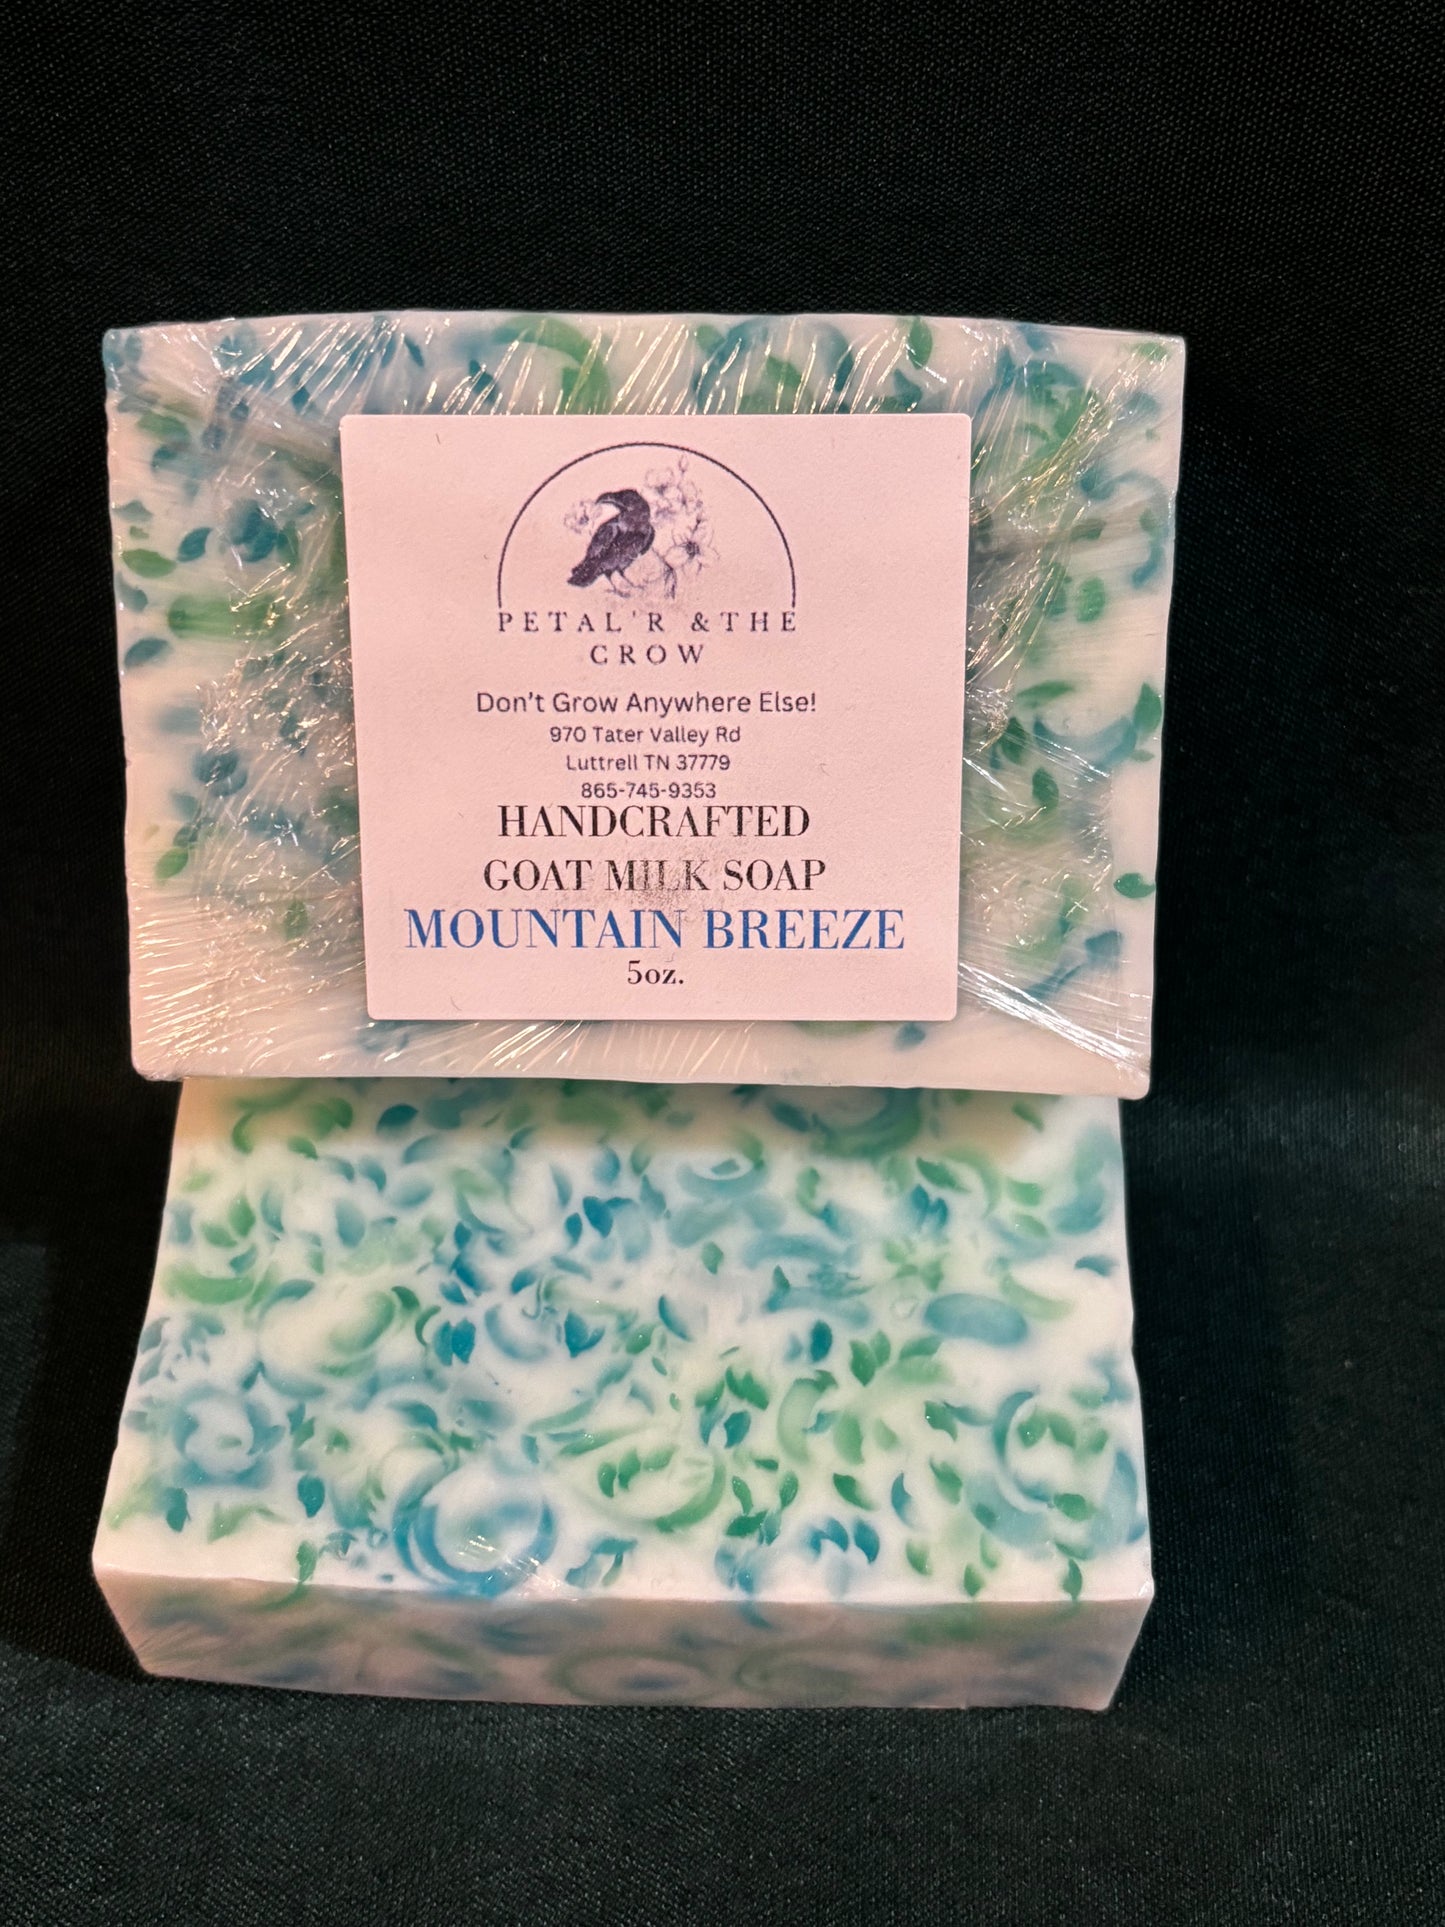 PETAL'R & THE
CROW
Don't Grow Anywhere Else!
970 Tater Valley Rd
Luttrell TN 37779
865-745-9353
HANDCRAFTED
GOAT MILK SOAP
MOUNTAIN BREEZE
5oz.